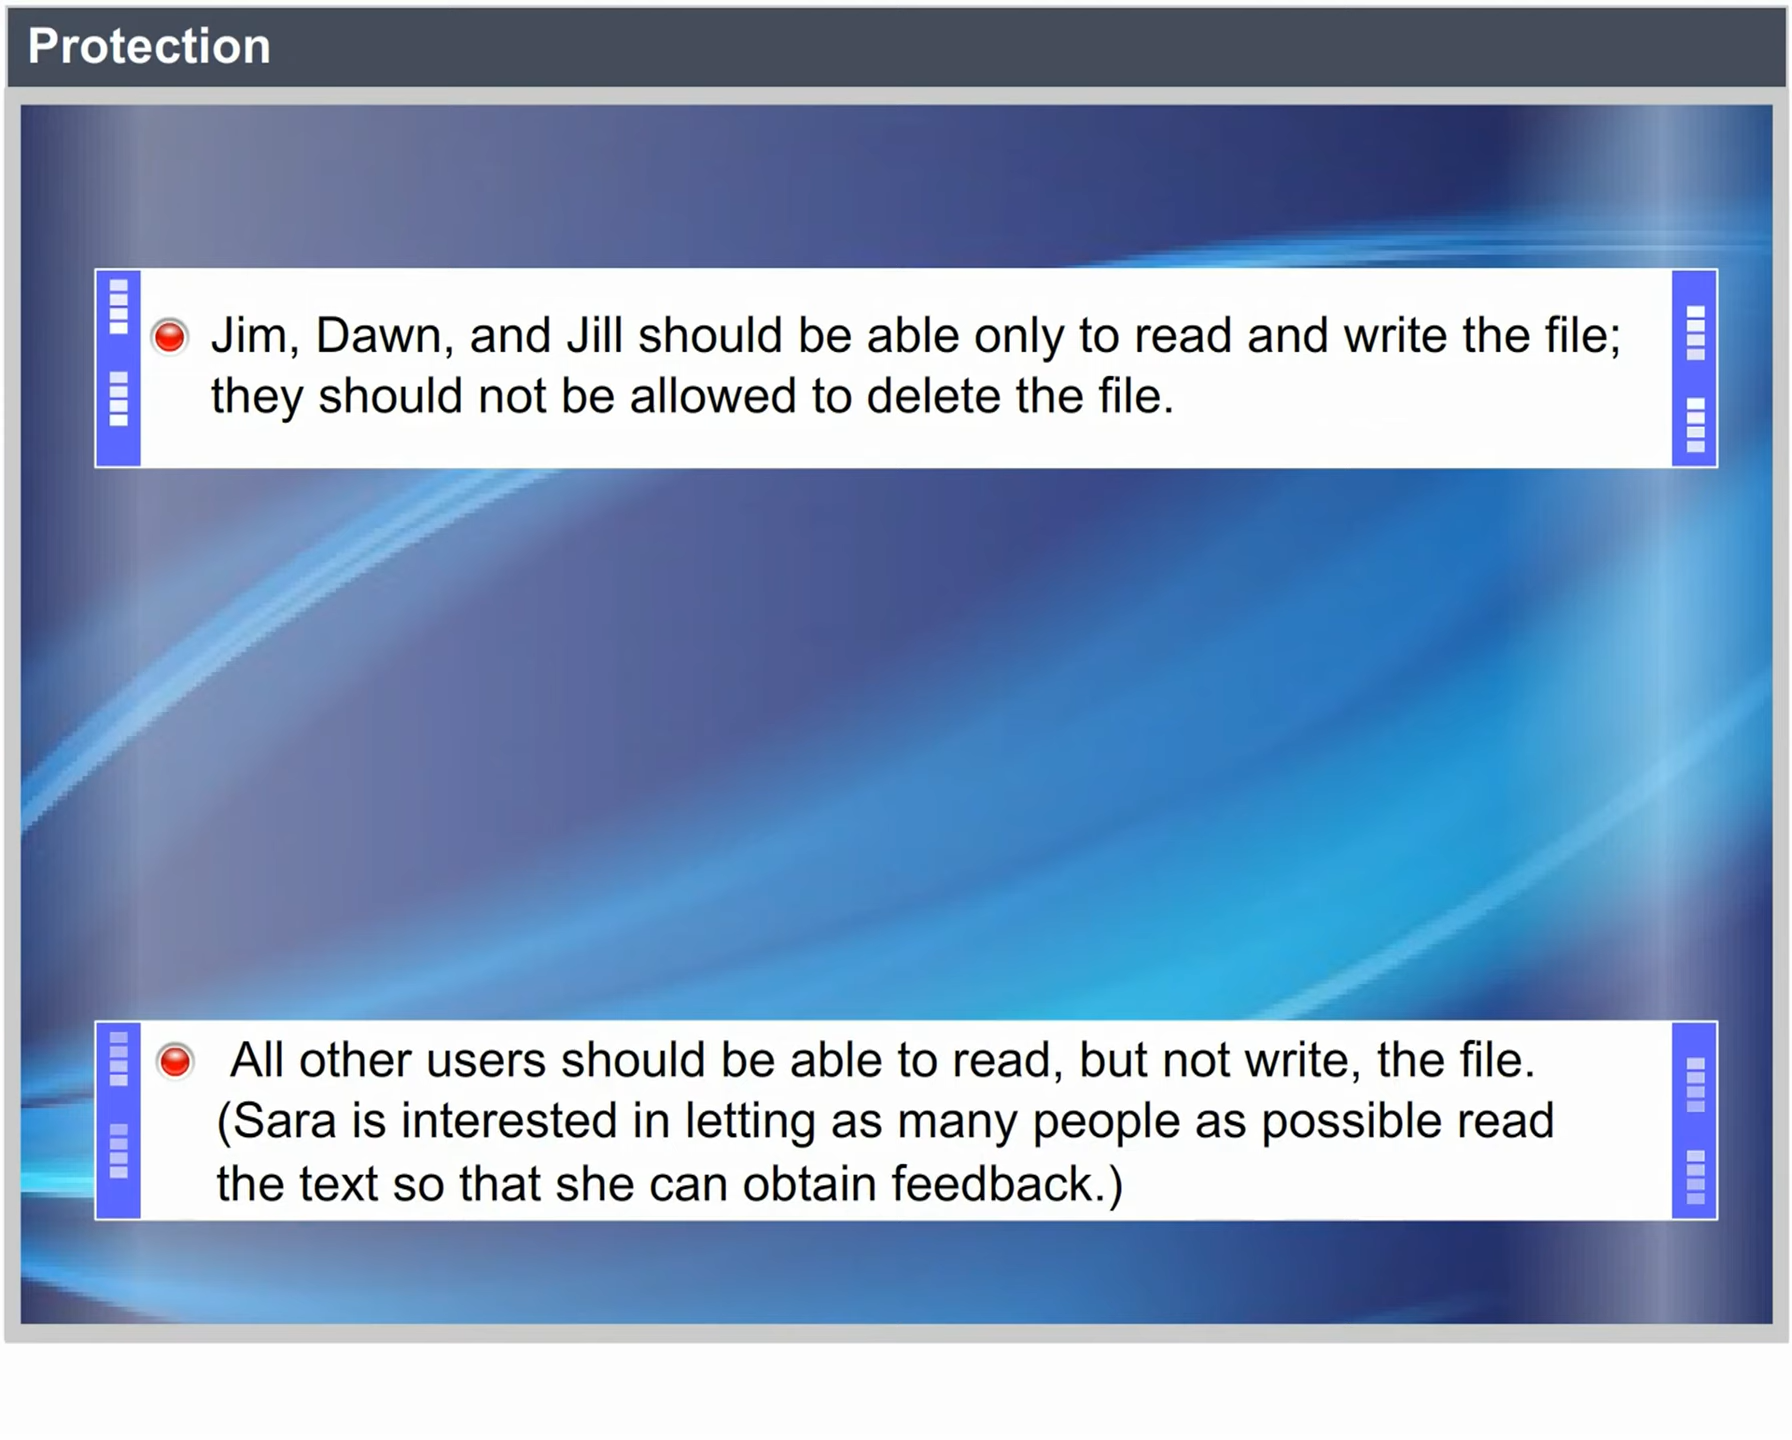 Protection
Jim, Dawn, and Jill should be able only to read and write the file;
they should not be allowed to delete the file.
All other users should be able to read, but not write, the file.
(Sara is interested in letting as many people as possible read
the text so that she can obtain feedback.)